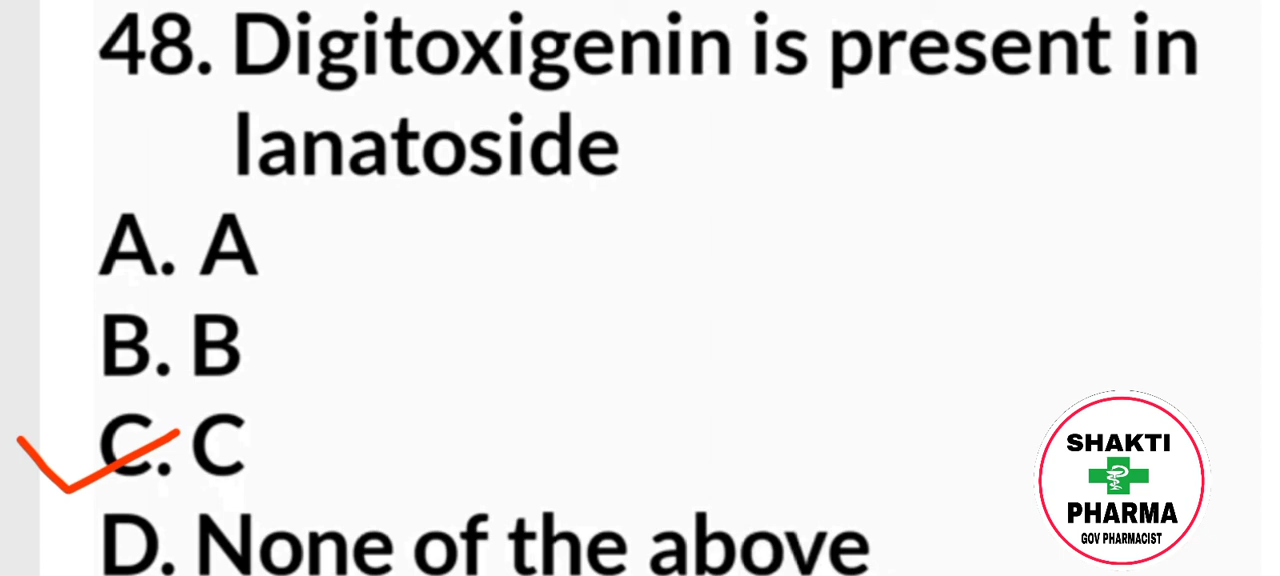 48. Digitoxigenin is present in
lanatoside
A. A
B. B
C. C
D. None of the above
SHAKTI
PHARMA
GOV PHARMACIST